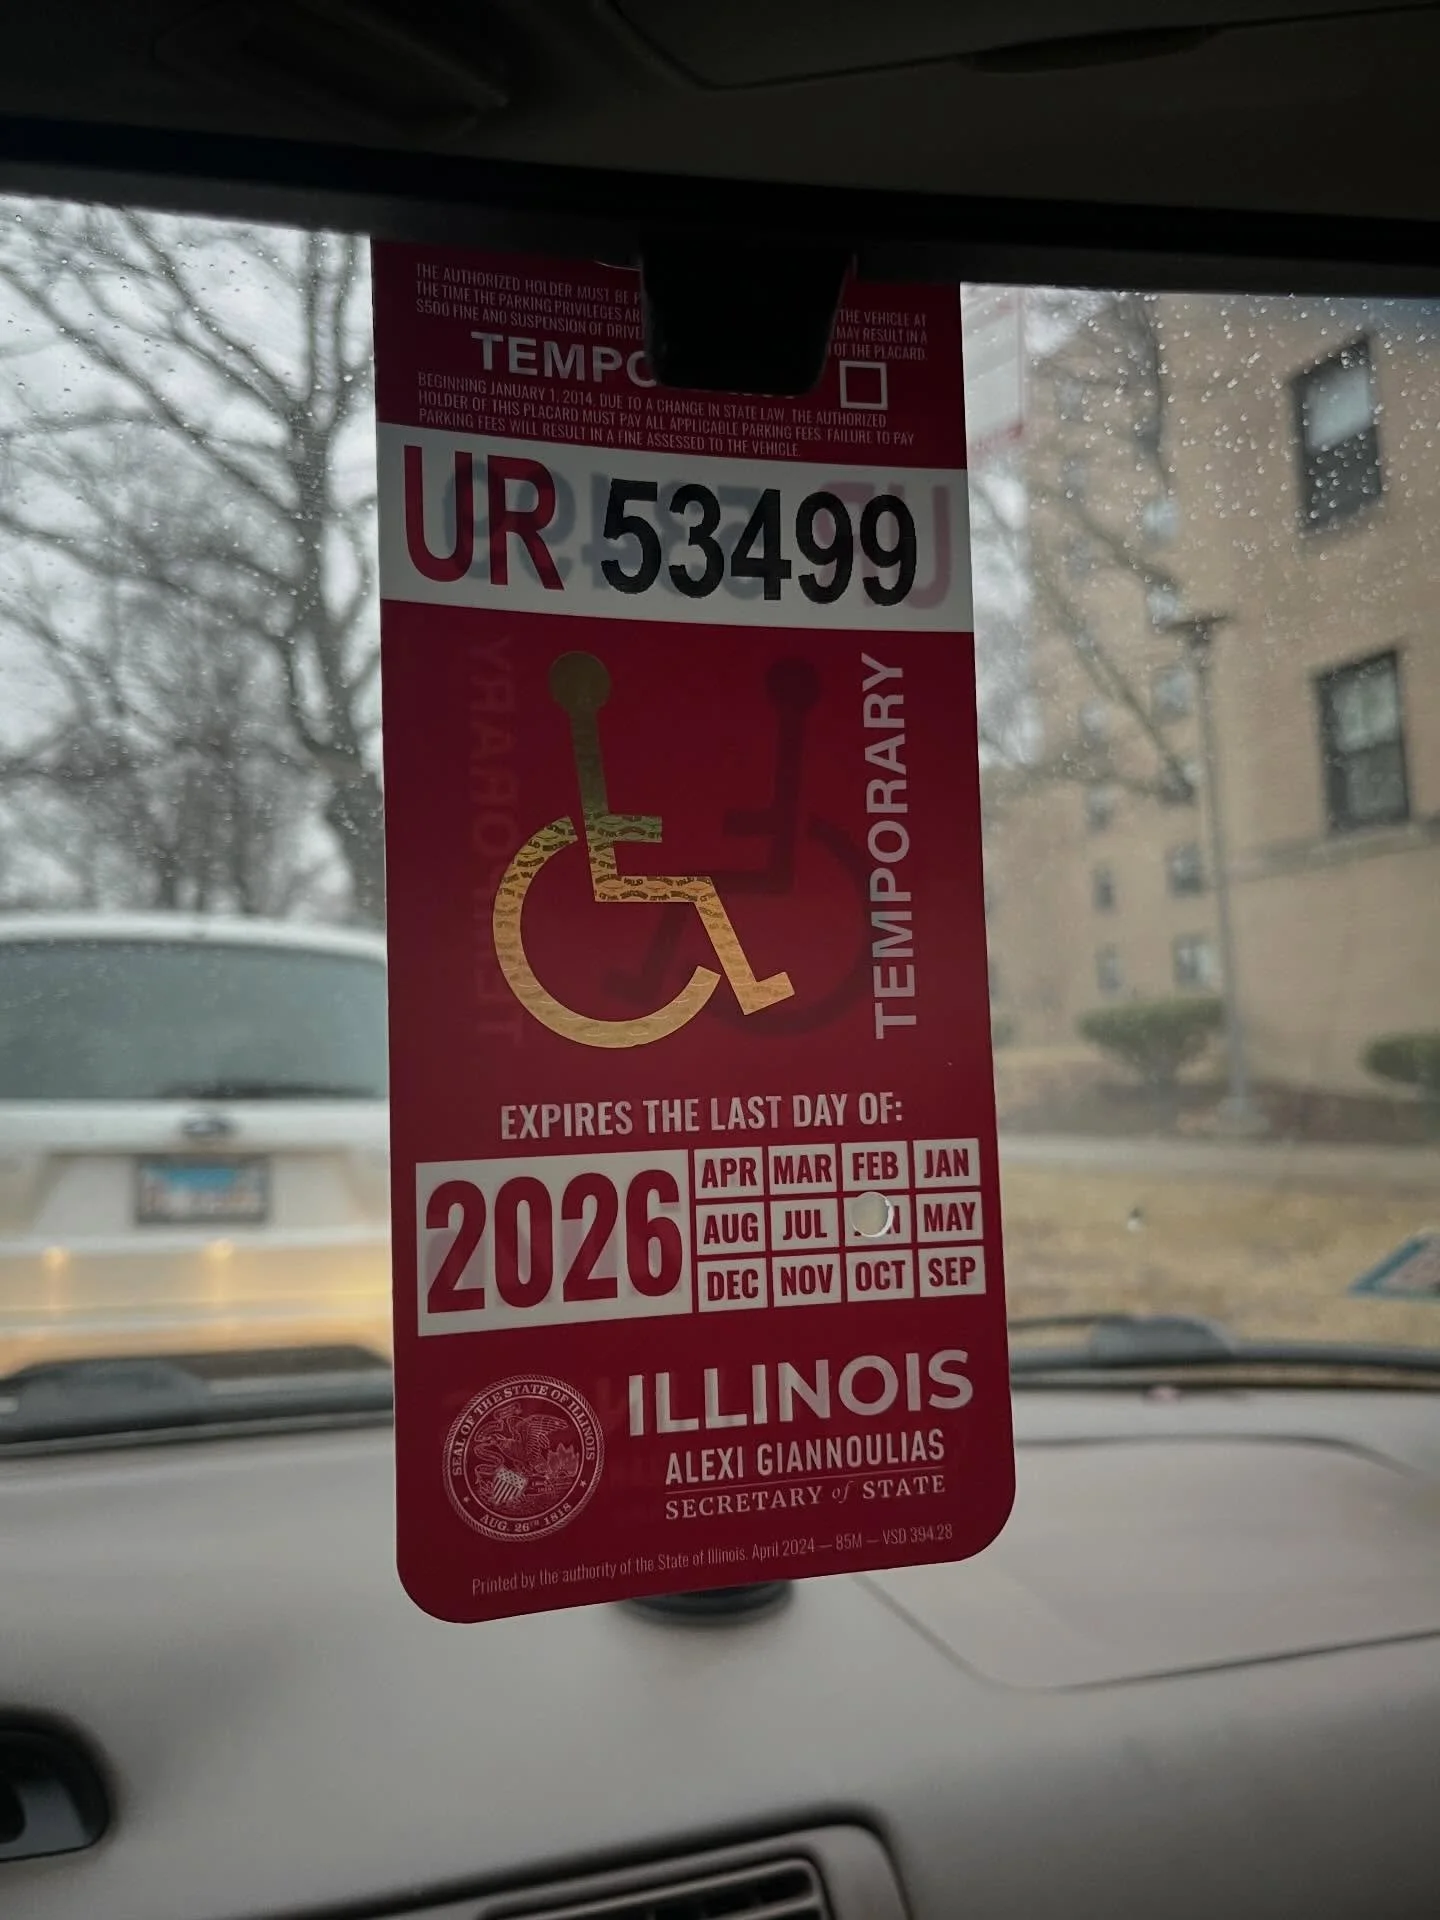 THE AUTHORIZED HOLDER MUST BE THE VEHICLE AT
THE TIME THE PARKING PRIVILEGES MAY RESULT IN A
$500 FINE AND SUSPENSION OF OF THE PLACARD.
BEGINNING JANUARY 1, 2014, DUE TO A CHANGE IN STATE LAW, THE AUTHORIZED
HOLDER OF THIS PLACARD MUST PAY ALL APPLICABLE PARKING FEES. FAILURE TO PAY
PARKING FEES WILL RESULT IN A FINE ASSESSED TO THE VEHICLE.
UR 53499
TEMPORARY
EXPIRES THE LAST DAY OF:
2026
APR MAR FEB JAN
AUG JUL MAY
DEC NOV OCT SEP
ILLINOIS
ALEXI GIANNOULIAS
SECRETARY of STATE
SEAL OF THE STATE OF ILLINOIS
AUG. 26TH 1818
Printed by the authority of the State of Illinois. April 2024 — 85M — VSD 394.28